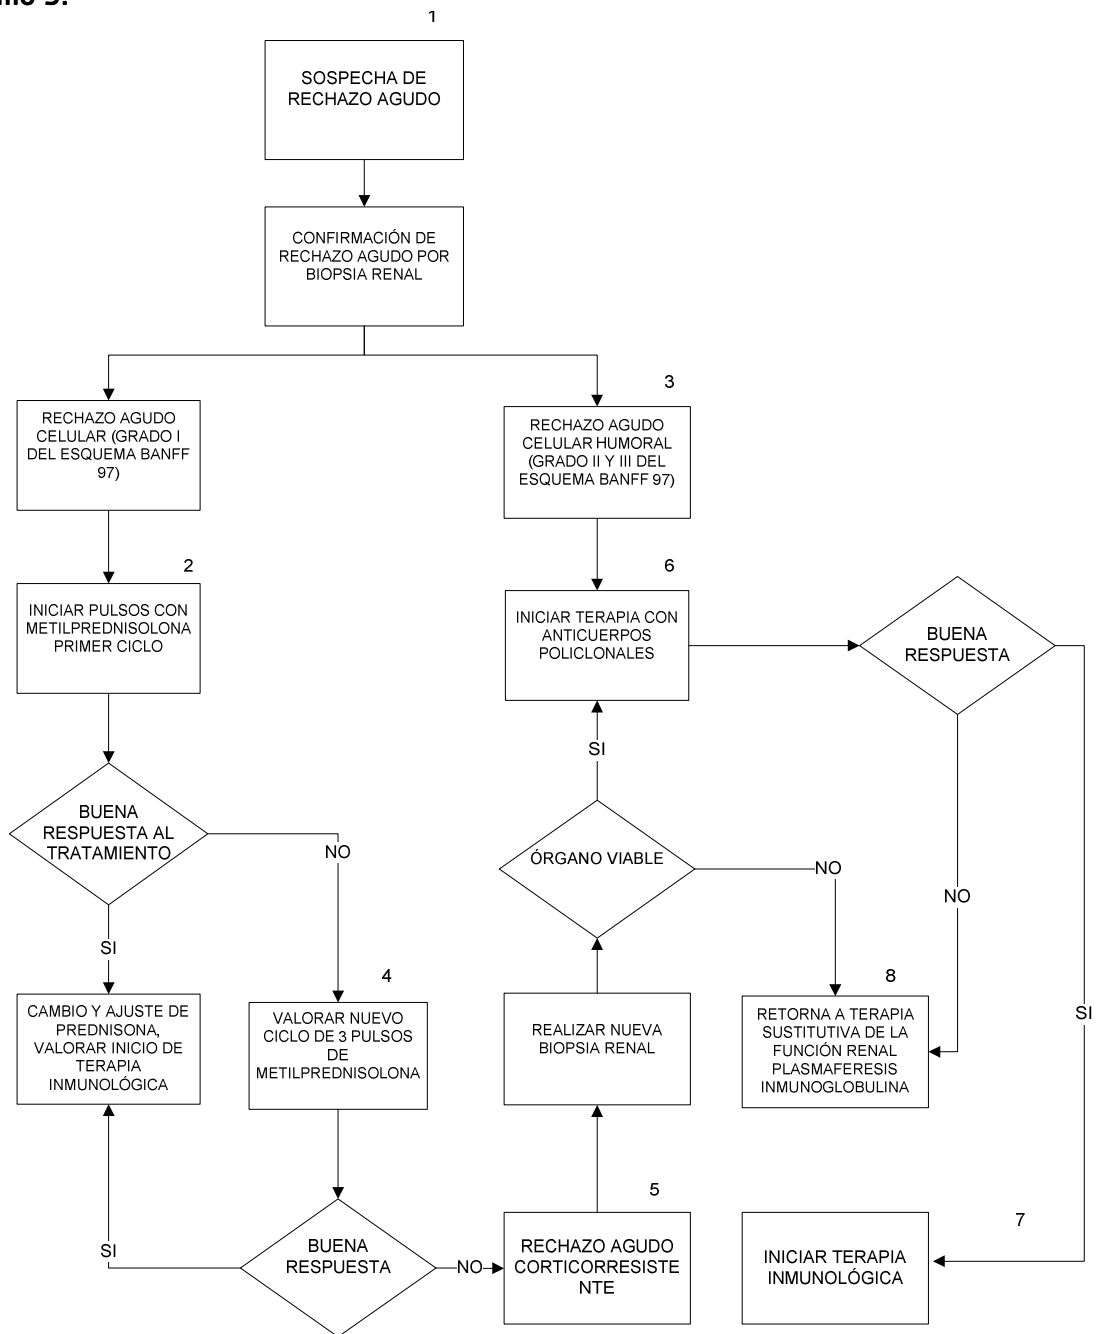 1
SOSPECHA DE
RECHAZO AGUDO
CONFIRMACIÓN DE
RECHAZO AGUDO POR
BIOPSIA RENAL
RECHAZO AGUDO
CELULAR (GRADO I
DEL ESQUEMA BANFF
97)
3
RECHAZO AGUDO
CELULAR HUMORAL
(GRADO II Y III DEL
ESQUEMA BANFF 97)
2
INICIAR PULSOS CON
METILPREDNISOLONA
PRIMER CICLO
6
INICIAR TERAPIA CON
ANTICUERPOS
POLICLONALES
BUENA
RESPUESTA
SI
BUENA
RESPUESTA AL
TRATAMIENTO
NO
ÓRGANO VIABLE
NO
NO
SI
4
8
CAMBIO Y AJUSTE DE
PREDNISONA,
VALORAR INICIO DE
TERAPIA
INMUNOLÓGICA
VALORAR NUEVO
CICLO DE 3 PULSOS
DE
METILPREDNISOLONA
REALIZAR NUEVA
BIOPSIA RENAL
RETORNA A TERAPIA
SUSTITUTIVA DE LA
FUNCIÓN RENAL
PLASMAFERESIS
INMUNOGLOBULINA
SI
5
7
SI
BUENA
RESPUESTA
NO
RECHAZO AGUDO
CORTICORRESISTE
NTE
INICIAR TERAPIA
INMUNOLÓGICA